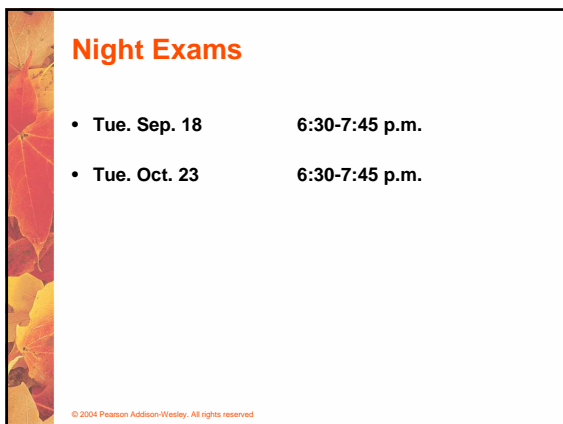 Night Exams
• Tue. Sep. 18 6:30-7:45 p.m.
• Tue. Oct. 23 6:30-7:45 p.m.
© 2004 Pearson Addison-Wesley. All rights reserved